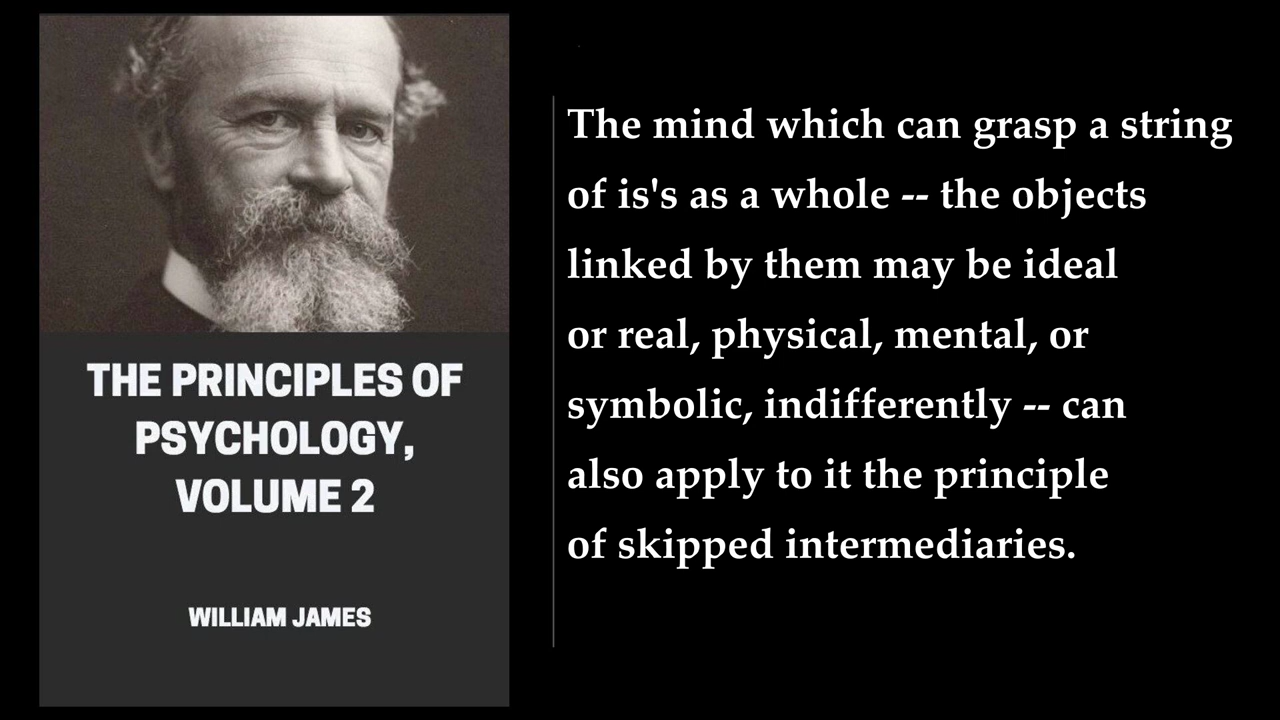 THE PRINCIPLES OF
PSYCHOLOGY,
VOLUME 2
WILLIAM JAMES
The mind which can grasp a string
of is's as a whole -- the objects
linked by them may be ideal
or real, physical, mental, or
symbolic, indifferently -- can
also apply to it the principle
of skipped intermediaries.